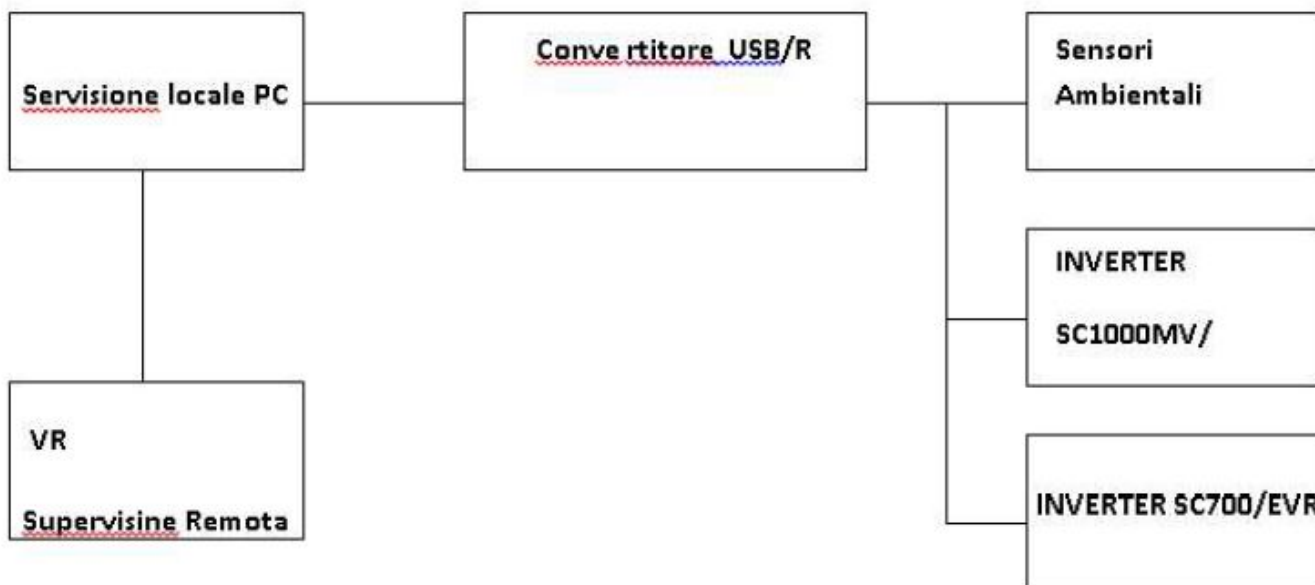 Servisione locale PC
Conve rtitore USB/R
Sensori
Ambientali
INVERTER
SC1000MV/
INVERTER SC700/EVR
VR
Supervisine Remota